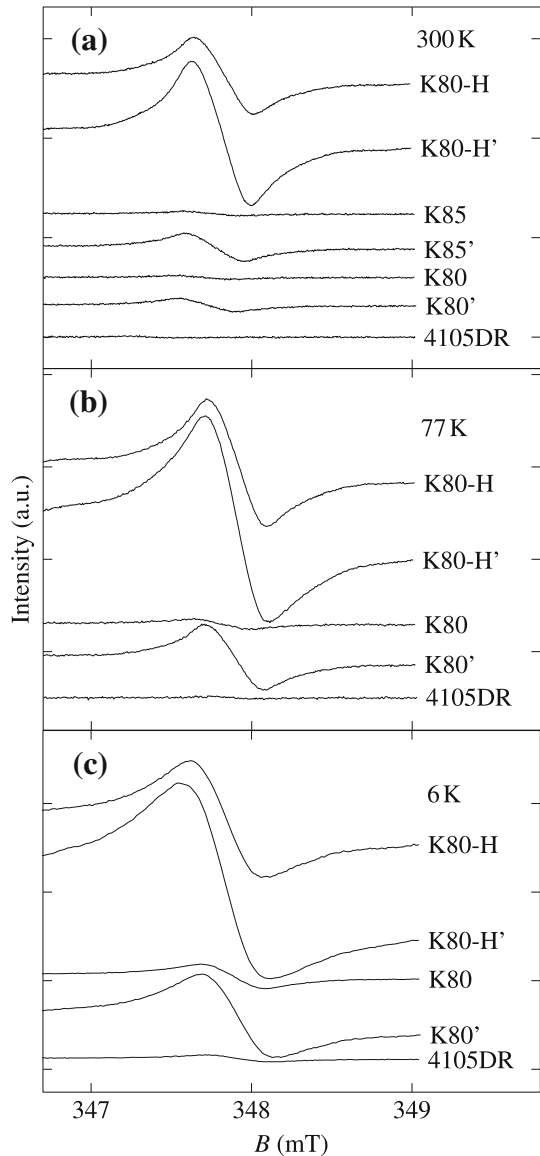 (a)
300 K
K80-H
K80-H’
K85
K85’
K80
K80’
4105DR
(b)
77 K
K80-H
K80-H’
K80
K80’
4105DR
Intensity (a.u.)
(c)
6 K
K80-H
K80-H’
K80
K80’
4105DR
347
348
349
B (mT)